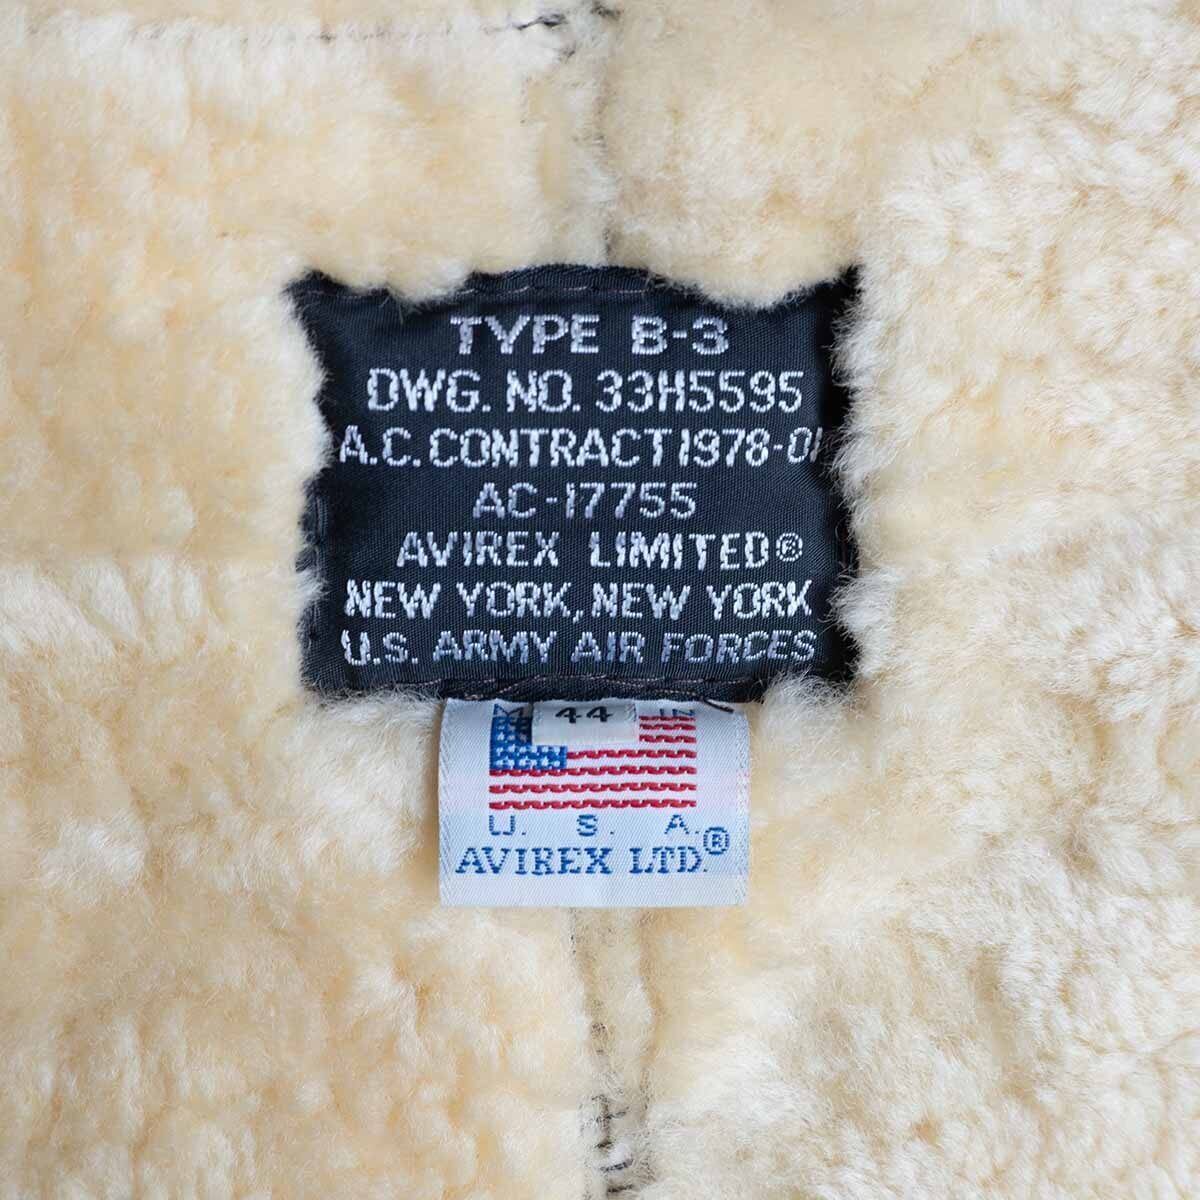 TYPE B-3
DWG. NO. 33H5595
A.C. CONTRACT 1978-01
AC-17755
AVIREX LIMITED®
NEW YORK, NEW YORK
U.S. ARMY AIR FORCES
44
U. S. A.
AVIREX LTD.®